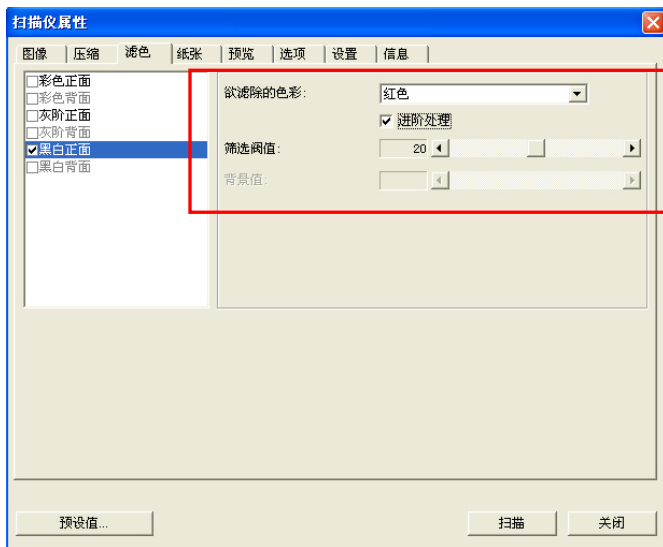 扫描仪属性
图像 压缩 滤色 纸张 预览 选项 设置 信息
彩色正面
彩色背面
灰阶正面
灰阶背面
黑白正面
黑白背面
欲滤除的色彩: 红色
进阶处理
筛选阀值: 20
背景值:
预设值... 扫描 关闭